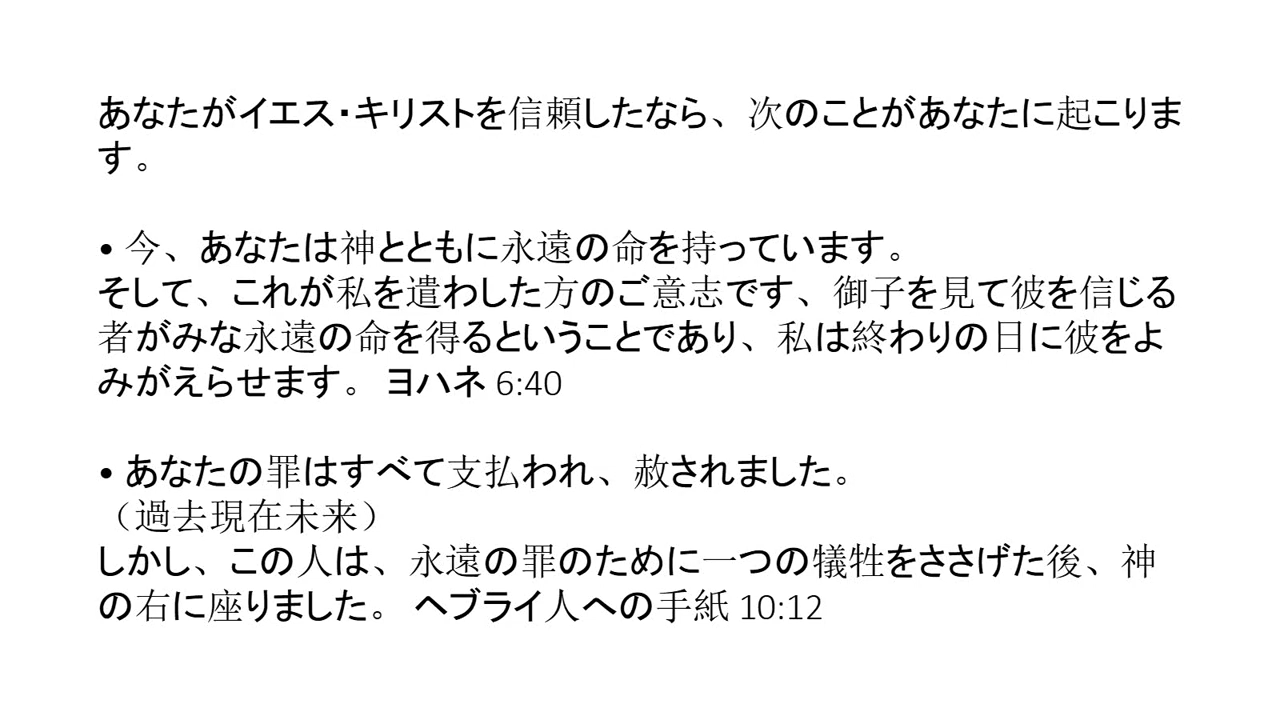 あなたがイエス・キリストを信頼したなら、次のことがあなたに起こりま
す。
• 今、あなたは神とともに永遠の命を持っています。
そして、これが私を遣わした方のご意志です、御子を見て彼を信じる
者がみな永遠の命を得るということであり、私は終わりの日に彼をよ
みがえらせます。 ヨハネ 6:40
• あなたの罪はすべて支払われ、赦されました。
（過去現在未来）
しかし、この人は、永遠の罪のために一つの犠牲をささげた後、神
の右に座りました。 ヘブライ人への手紙 10:12